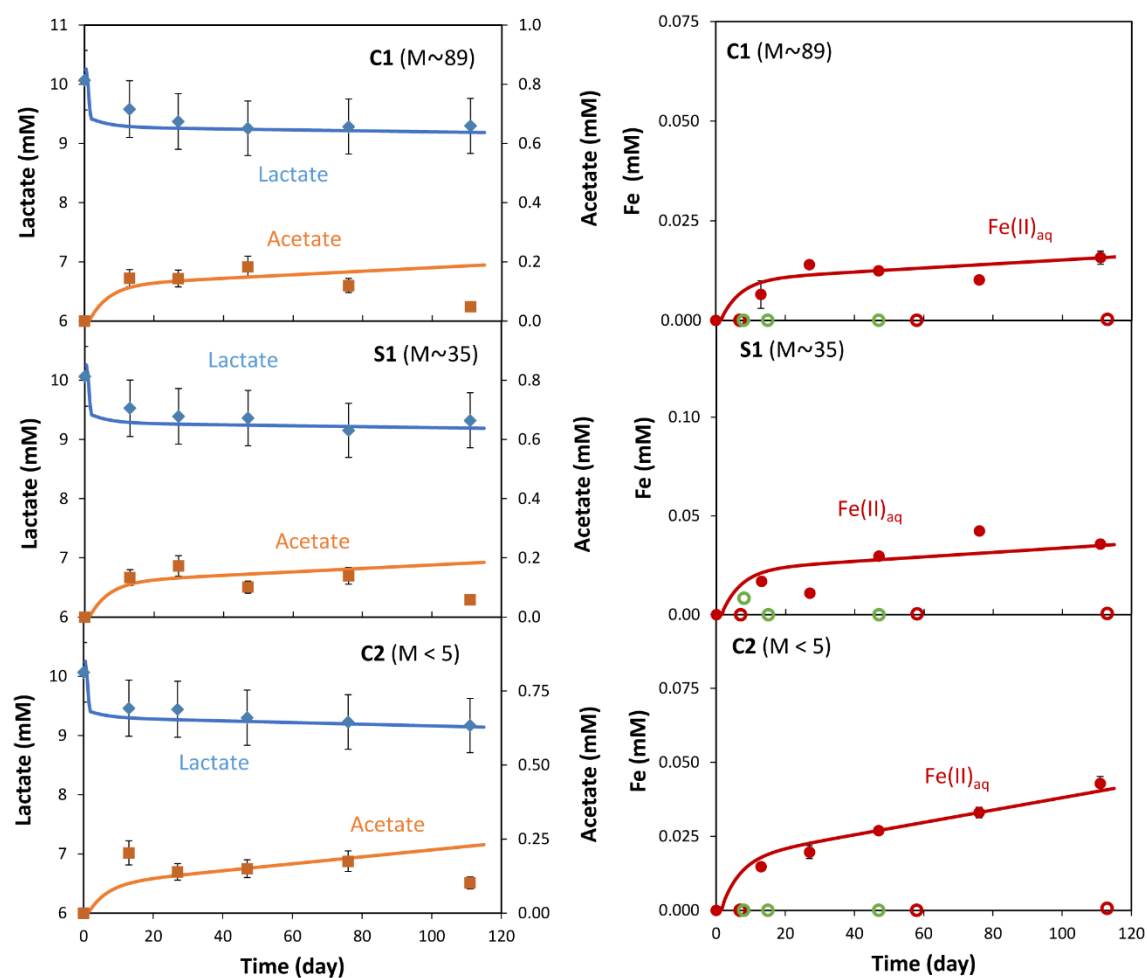 C1 (M~89)
Lactate (mM)
11
10
9
8
7
6
Lactate
Acetate
1.0
0.8
0.6
0.4
0.2
0.0
Acetate (mM)
C1 (M~89)
Fe (mM)
0.075
0.050
0.025
0.000
Fe(II)aq
S1 (M~35)
Lactate (mM)
10
9
8
7
6
Lactate
Acetate
0.8
0.6
0.4
0.2
0.0
Acetate (mM)
S1 (M~35)
Fe (mM)
0.10
0.05
0.00
Fe(II)aq
C2 (M < 5)
Lactate (mM)
10
9
8
7
6
Lactate
Acetate
0.75
0.50
0.25
0.00
Acetate (mM)
0 20 40 60 80 100 120
Time (day)
C2 (M < 5)
Fe (mM)
0.075
0.050
0.025
0.000
Fe(II)aq
0 20 40 60 80 100 120
Time (day)